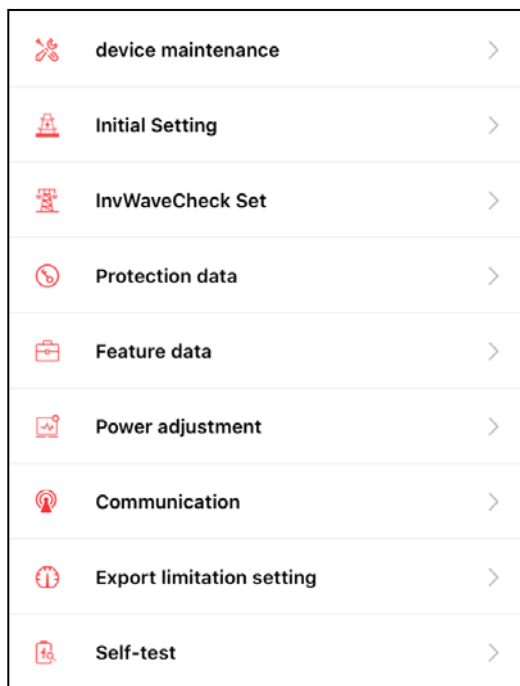 device maintenance
Initial Setting
InvWaveCheck Set
Protection data
Feature data
Power adjustment
Communication
Export limitation setting
Self-test